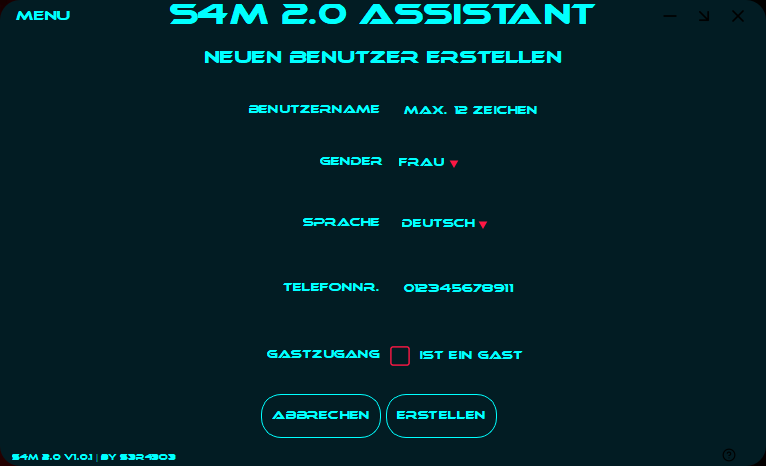 MENU
S4M 2.0 ASSISTANT
NEUEN BENUTZER ERSTELLEN
BENUTZERNAME MAX. 12 ZEICHEN
GENDER FRAU
SPRACHE DEUTSCH
TELEFONNR. 012345678911
GASTZUGANG IST EIN GAST
ABBRECHEN ERSTELLEN
S4M 2.0 V1.0.1 | BY
?